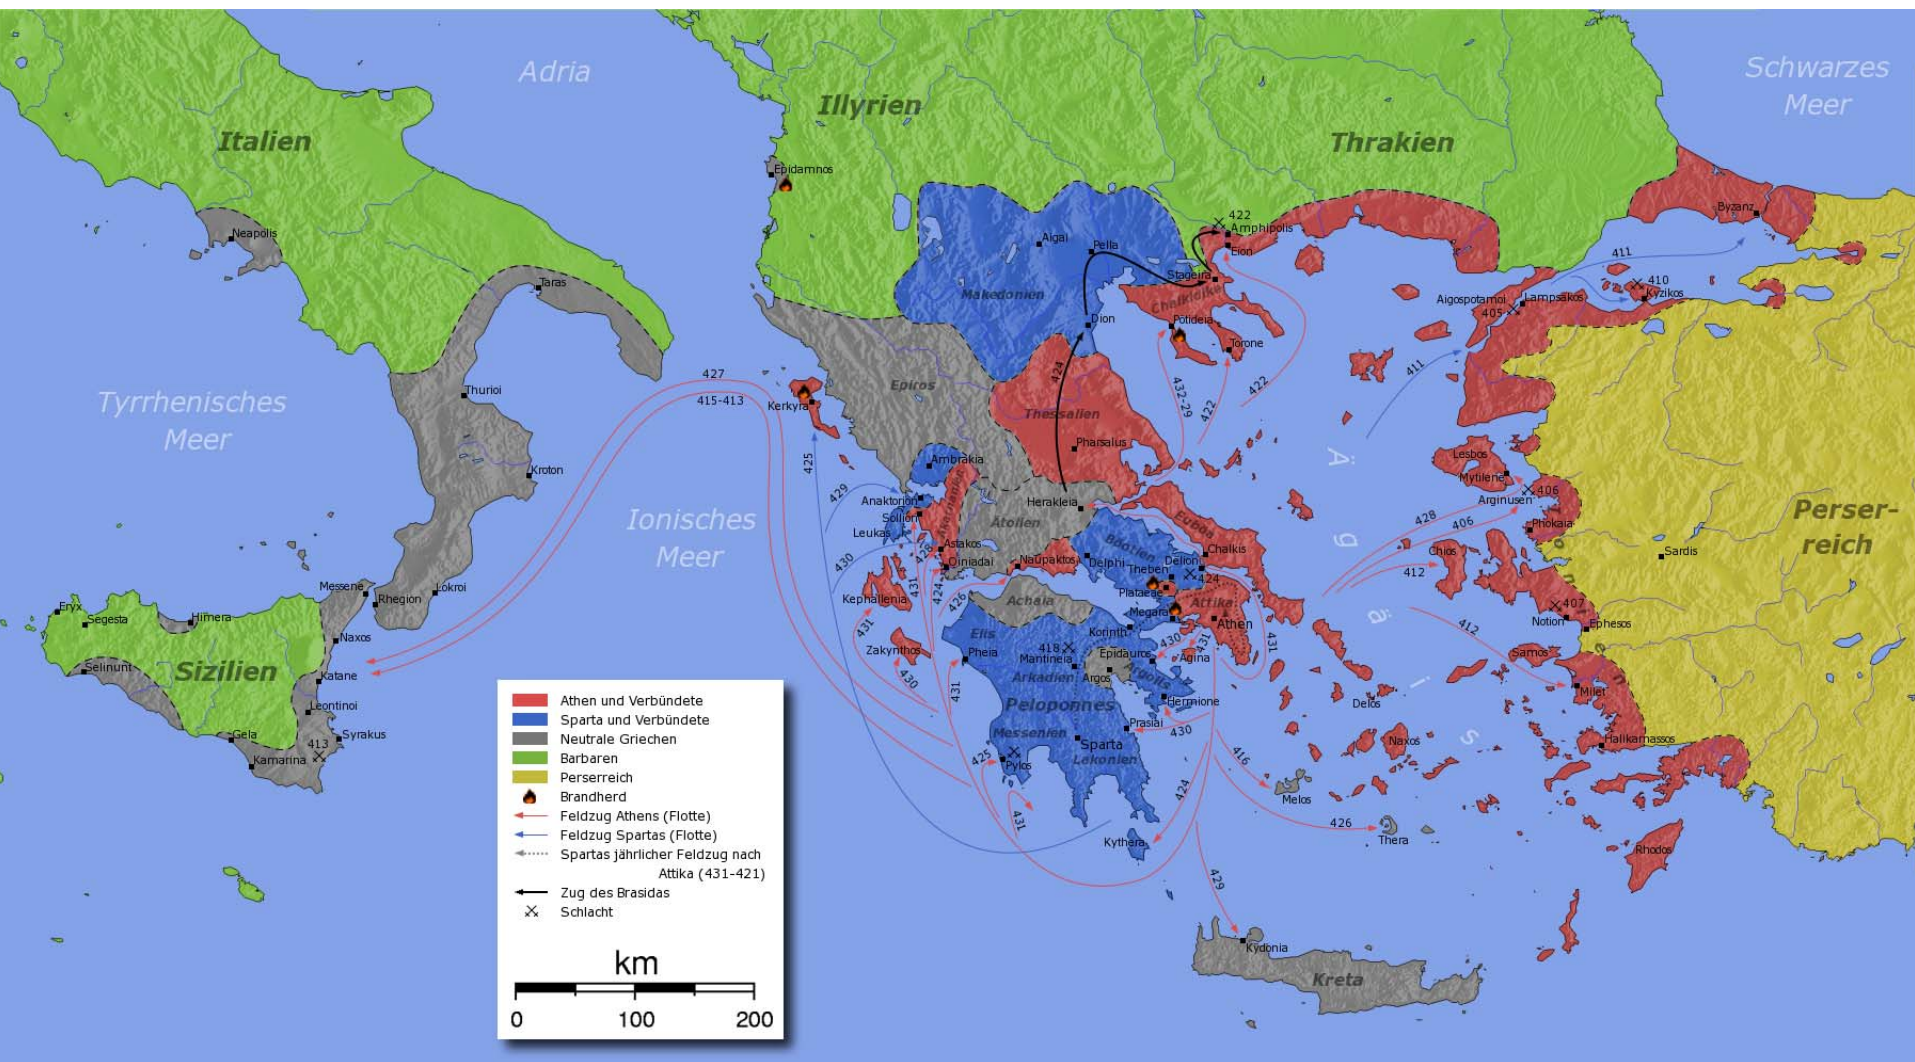 Adria
Schwarzes
Meer
Illyrien
Italien
Thrakien
Epidamnos
Byzanz
Neapolis
422
Amphipolis
Aigai
Pella
Eion
411
Taras
Stageira
410
Kyzikos
Makedonien
Chalkidike
Aigospotamoi
Lampsakos
405
Dion
Potideia
Torone
427
415-413
Kerkyra
Epiros
424
432-29
422
422
411
Thurioi
Tyrrhenisches
Meer
Thessalien
Pharsalus
Kroton
425
Ambrakia
Lesbos
Mytilene
429
Anaktorion
Sollion
Leukas
Akarnanien
Herakleia
Arginusen
406
Ionisches
Meer
Ätolien
Euböa
428
406
Phokaia
Perser-
reich
Ägäis
Ionien
Böotien
Astakos
428
Chalkis
Chios
Sardis
430
Oiniadai
Naupaktos
Delphi
Delion
Theben
424
412
Messene
Rhegion
Lokroi
431
424
426
Kephallenia
Achaia
Plataeae
Megara
Attika
407
Notion
Ephesos
Eryx
Segesta
Himera
431
Elis
Korinth
Athen
412
Naxos
Zakynthos
Pheia
418
Mantineia
Epidauros
430
431
431
Ägina
Samos
Selinunt
Sizilien
Katane
430
431
Arkadien
Argos
Argolis
Milet
Leontinoi
Peloponnes
Hermione
Delos
Gela
Syrakus
413
Kamarina
Messenien
Sparta
Prasiai
430
Naxos
Halikarnassos
425
Pylos
Lekonien
416
424
Melos
431
Kythera
426
Thera
Rhodos
429
Kydonia
Kreta
Athen und Verbündete
Sparta und Verbündete
Neutrale Griechen
Barbaren
Perserreich
Brandherd
Feldzug Athens (Flotte)
Feldzug Spartas (Flotte)
Spartas jährlicher Feldzug nach
Attika (431-421)
Zug des Brasidas
Schlacht
km
0 100 200